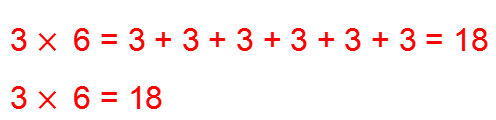 3 × 6 = 3 + 3 + 3 + 3 + 3 + 3 = 18
3 × 6 = 18